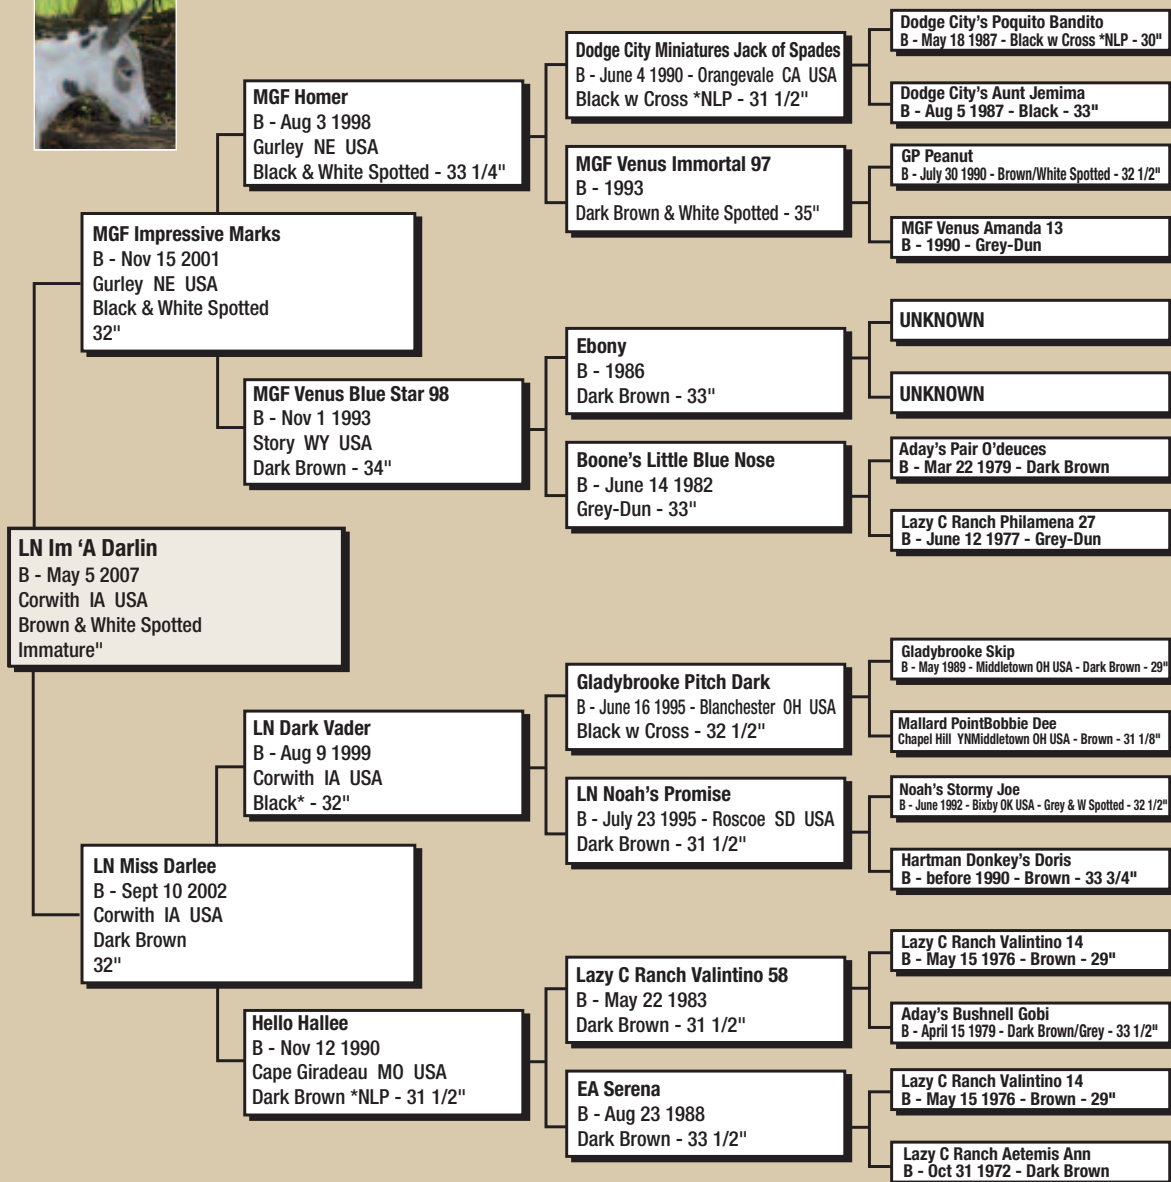 LN Im ‘A Darlin
B - May 5 2007
Corwith IA USA
Brown & White Spotted
Immature"
MGF Impressive Marks
B - Nov 15 2001
Gurley NE USA
Black & White Spotted
32"
LN Miss Darlee
B - Sept 10 2002
Corwith IA USA
Dark Brown
32"
MGF Homer
B - Aug 3 1998
Gurley NE USA
Black & White Spotted - 33 1/4"
MGF Venus Blue Star 98
B - Nov 1 1993
Story WY USA
Dark Brown - 34"
LN Dark Vader
B - Aug 9 1999
Corwith IA USA
Black* - 32"
Hello Hallee
B - Nov 12 1990
Cape Giradeau MO USA
Dark Brown *NLP - 31 1/2"
Dodge City Miniatures Jack of Spades
B - June 4 1990 - Orangevale CA USA
Black w Cross *NLP - 31 1/2"
MGF Venus Immortal 97
B - 1993
Dark Brown & White Spotted - 35"
Ebony
B - 1986
Dark Brown - 33"
Boone's Little Blue Nose
B - June 14 1982
Grey-Dun - 33"
Gladybrooke Pitch Dark
B - June 16 1995 - Blanchester OH USA
Black w Cross - 32 1/2"
LN Noah's Promise
B - July 23 1995 - Roscoe SD USA
Dark Brown - 31 1/2"
Lazy C Ranch Valintino 58
B - May 22 1983
Dark Brown - 31 1/2"
EA Serena
B - Aug 23 1988
Dark Brown - 33 1/2"
Dodge City's Poquito Bandito
B - May 18 1987 - Black w Cross *NLP - 30"
Dodge City's Aunt Jemima
B - Aug 5 1987 - Black - 33"
GP Peanut
B - July 30 1990 - Brown/White Spotted - 32 1/2"
MGF Venus Amanda 13
B - 1990 - Grey-Dun
UNKNOWN
UNKNOWN
Aday's Pair O'deuces
B - Mar 22 1979 - Dark Brown
Lazy C Ranch Philamena 27
B - June 12 1977 - Grey-Dun
Gladybrooke Skip
B - May 1989 - Middletown OH USA - Dark Brown - 29"
Mallard PointBobbie Dee
Chapel Hill YNMiddletown OH USA - Brown - 31 1/8"
Noah's Stormy Joe
B - June 1992 - Bixby OK USA - Grey & W Spotted - 32 1/2"
Hartman Donkey's Doris
B - before 1990 - Brown - 33 3/4"
Lazy C Ranch Valintino 14
B - May 15 1976 - Brown - 29"
Aday's Bushnell Gobi
B - April 15 1979 - Dark Brown/Grey - 33 1/2"
Lazy C Ranch Valintino 14
B - May 15 1976 - Brown - 29"
Lazy C Ranch Aetemis Ann
B - Oct 31 1972 - Dark Brown